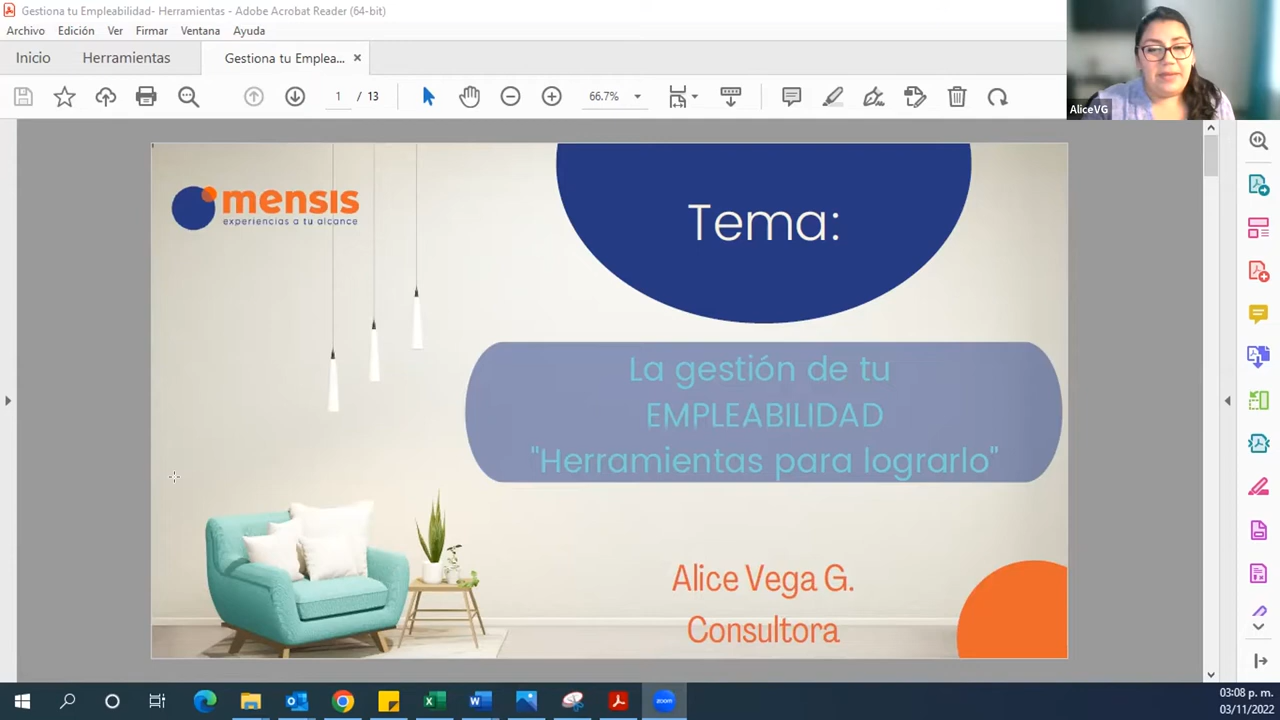 Gestiona tu Empleabilidad- Herramientas - Adobe Acrobat Reader (64-bit)
Archivo Edición Ver Firmar Ventana Ayuda
Inicio Herramientas Gestiona tu Emplea... ×
1 / 13 66.7%
AliceVG
mensis
experiencias a tu alcance
Tema:
La gestión de tu
EMPLEABILIDAD
"Herramientas para lograrlo"
Alice Vega G.
Consultora
zoom
03:08 p. m.
03/11/2022